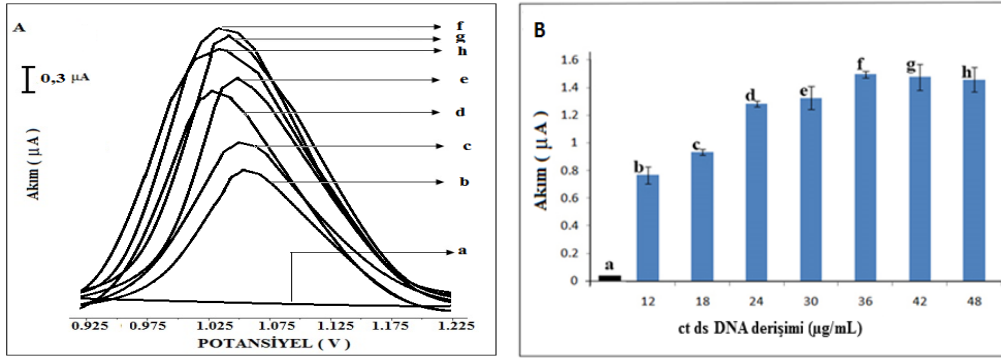 A
0,3 µA
Akım ( µA )
f
g
h
e
d
c
b
a
0.925 0.975 1.025 1.075 1.125 1.175 1.225
POTANSİYEL ( V )
B
Akım ( µ A )
1.6
1.4
1.2
1
0.8
0.6
0.4
0.2
0
a
b
c
d
e
f
g
h
12 18 24 30 36 42 48
ct ds DNA derişimi (µg/mL)